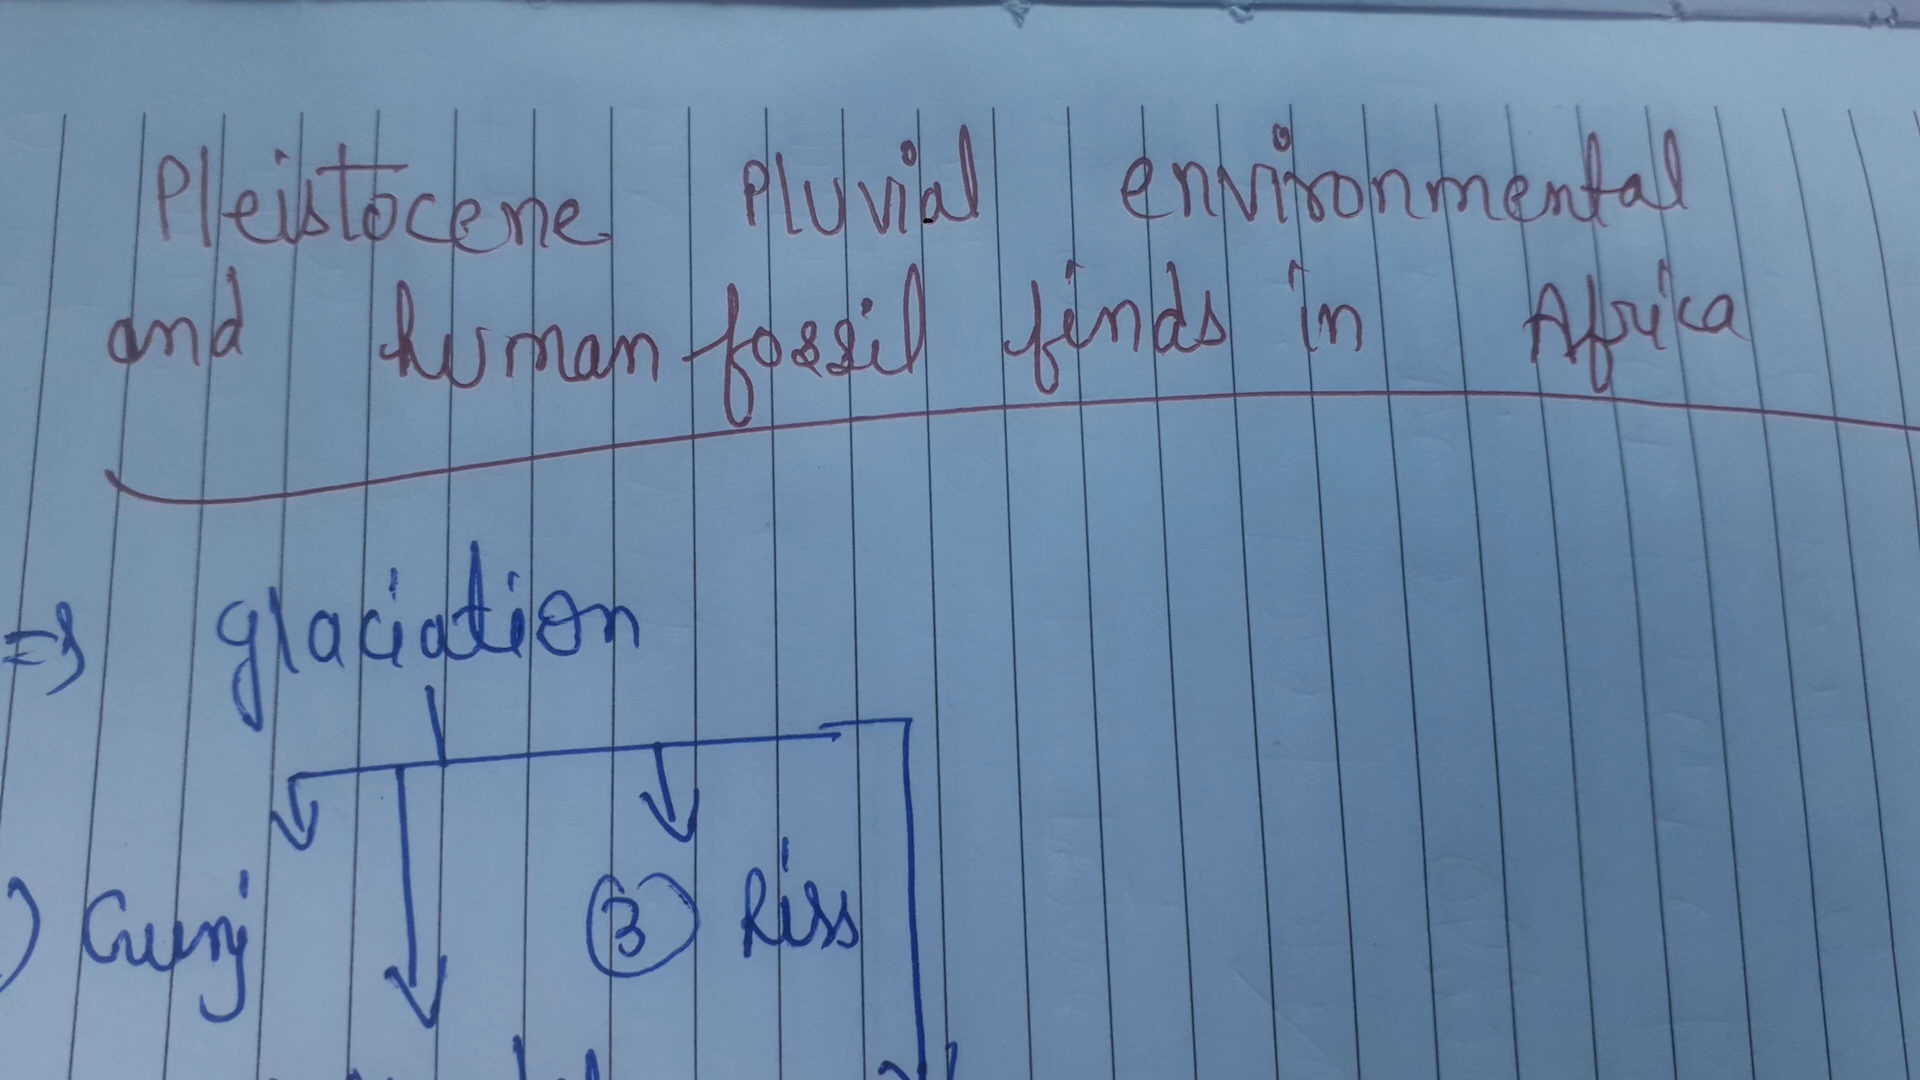 Pleistocene Pluvial environmental
and human fossil finds in Africa
=> glaciation
) Gunj
③ Riss